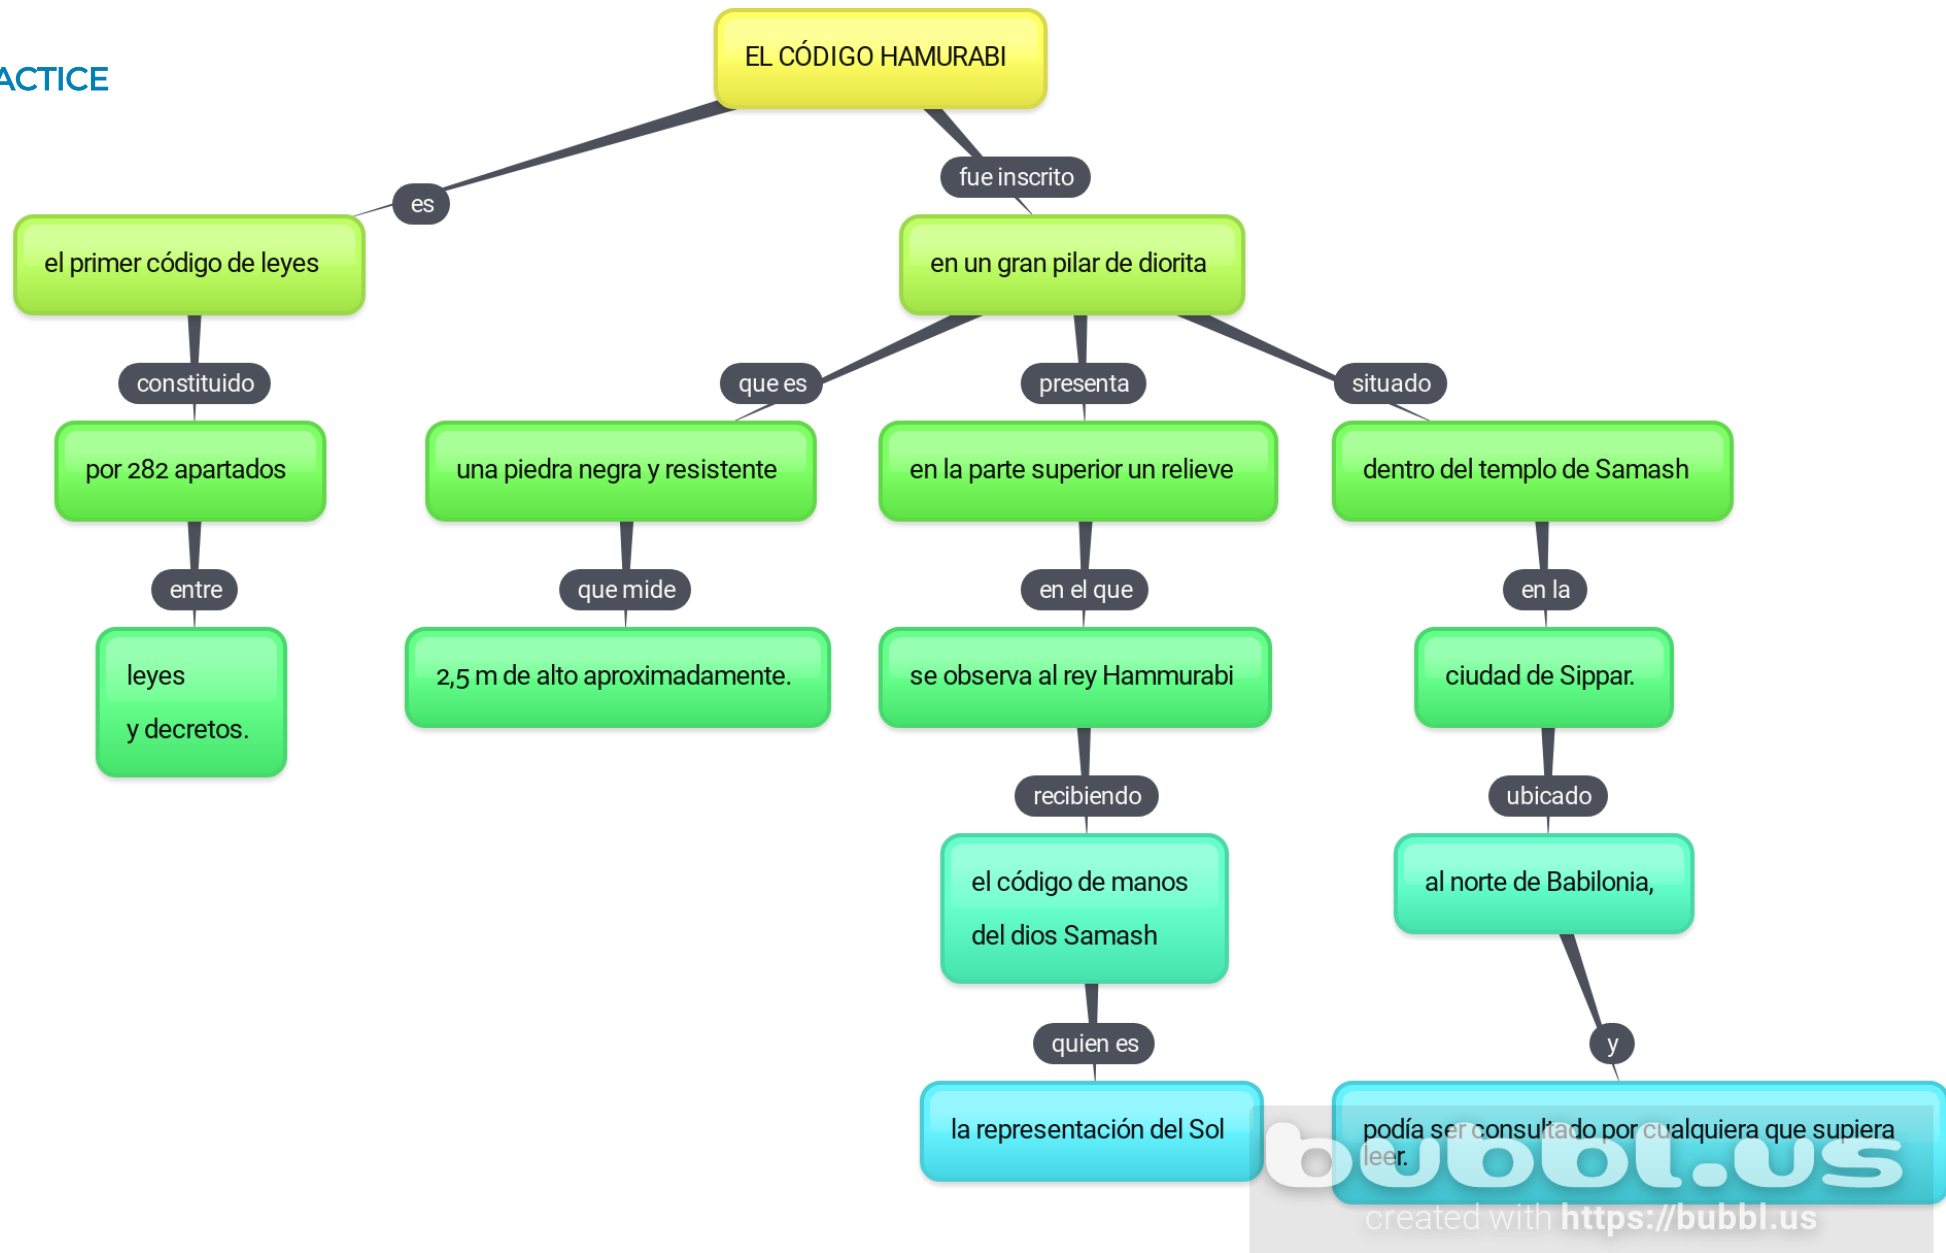 EL CÓDIGO HAMURABI
ACTICE
fue inscrito
es
el primer código de leyes
en un gran pilar de diorita
constituido
que es
presenta
situado
por 282 apartados
una piedra negra y resistente
en la parte superior un relieve
dentro del templo de Samash
entre
que mide
en el que
en la
leyes
y decretos.
2,5 m de alto aproximadamente.
se observa al rey Hammurabi
ciudad de Sippar.
recibiendo
ubicado
el código de manos
del dios Samash
al norte de Babilonia,
quien es
y
la representación del Sol
podía ser consultado por cualquiera que supiera
leer.
bubbl.us
created with https://bubbl.us